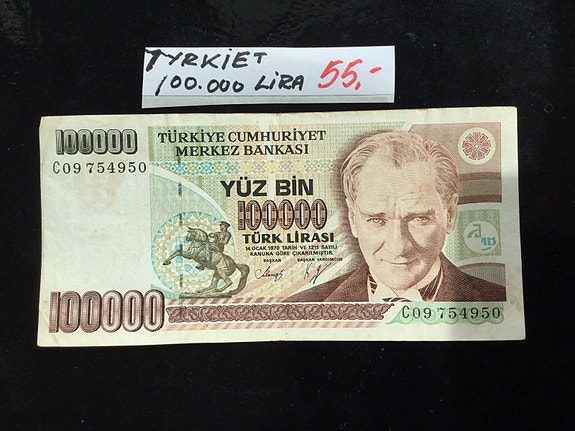 TYRKIET
100.000 LIRA 55,-
100000
C09 754950
TÜRKİYE CUMHURİYET
MERKEZ BANKASI
YÜZ BİN
100000
TÜRK LİRASI
14 OCAK 1970 TARİH VE 1211 SAYILI
KANUNA GÖRE ÇIKARILMIŞTIR.
BAŞKAN BAŞKAN YARDIMCISI
100000
C09 754950